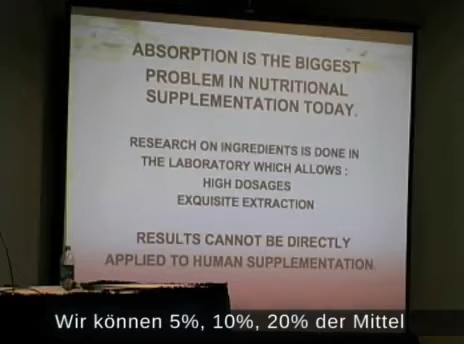 ABSORPTION IS THE BIGGEST
PROBLEM IN NUTRITIONAL
SUPPLEMENTATION TODAY.
RESEARCH ON INGREDIENTS IS DONE IN
THE LABORATORY WHICH ALLOWS :
HIGH DOSAGES
EXQUISITE EXTRACTION
RESULTS CANNOT BE DIRECTLY
APPLIED TO HUMAN SUPPLEMENTATION.
Wir können 5%, 10%, 20% der Mittel